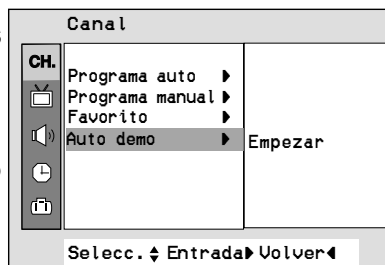 Canal
CH.
Programa auto
Programa manual
Favorito
Auto demo Empezar
Selecc. Entrada Volver